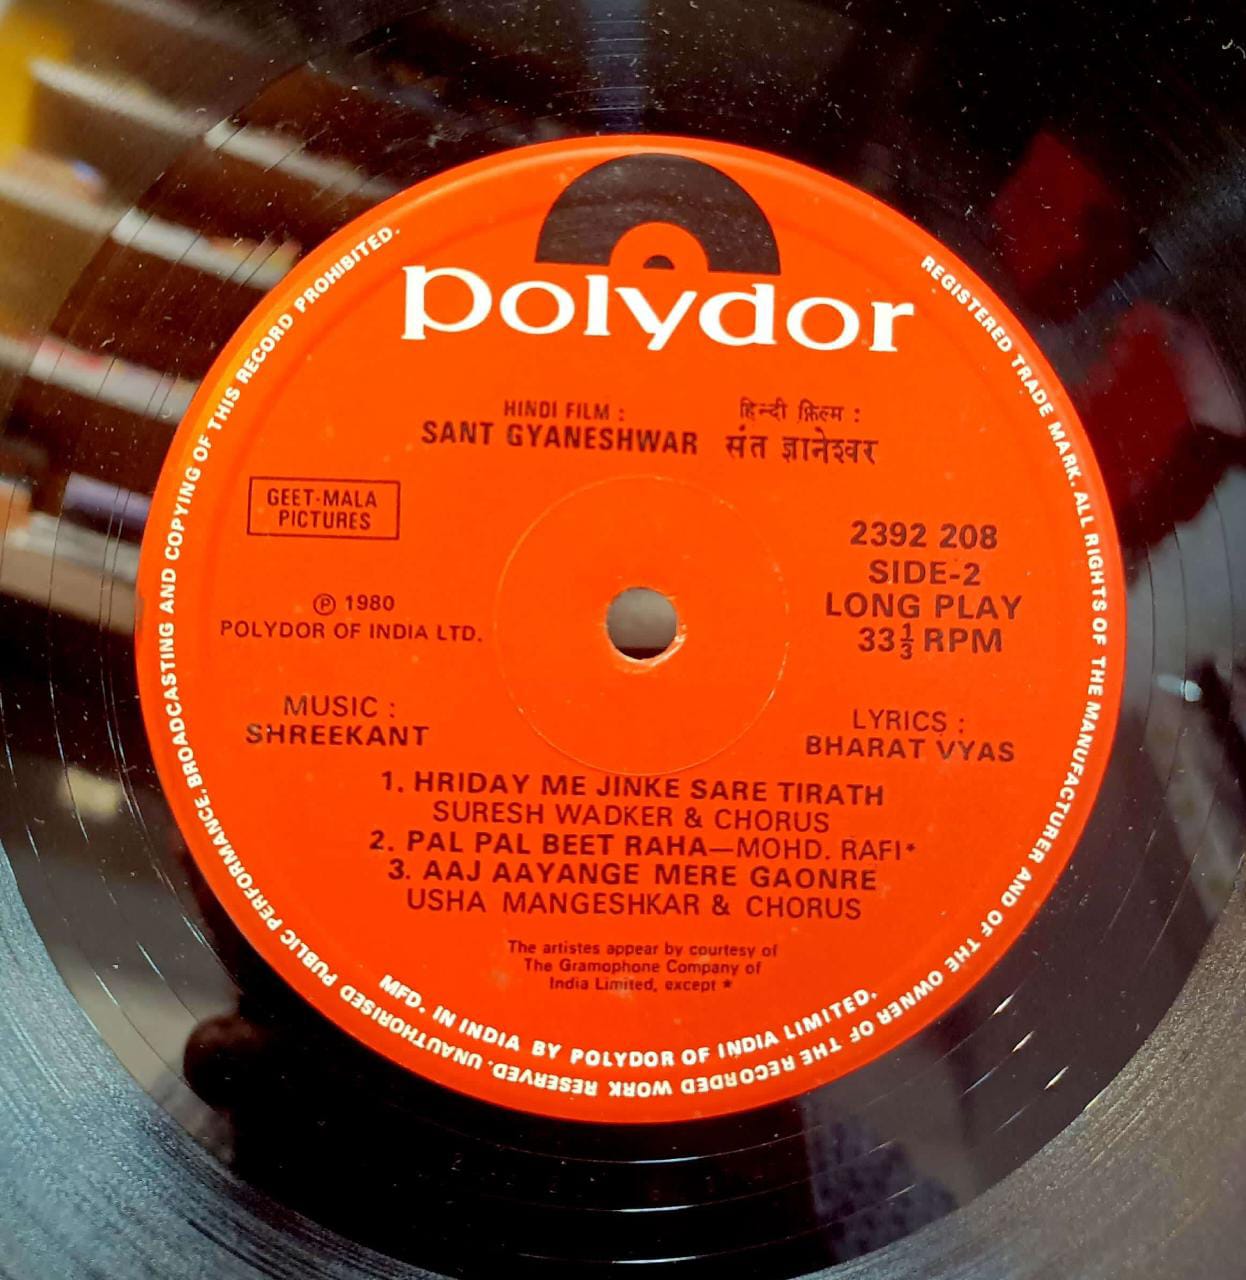 polydor
HINDI FILM :
SANT GYANESHWAR
हिन्दी फ़िल्म :
संत ज्ञानेश्वर
GEET-MALA
PICTURES
2392 208
SIDE-2
LONG PLAY
33⅓ RPM
Ⓟ 1980
POLYDOR OF INDIA LTD.
MUSIC :
SHREEKANT
LYRICS :
BHARAT VYAS
1. HRIDAY ME JINKE SARE TIRATH
SURESH WADKER & CHORUS
2. PAL PAL BEET RAHA—MOHD. RAFI*
3. AAJ AAYANGE MERE GAONRE
USHA MANGESHKAR & CHORUS
The artistes appear by courtesy of
The Gramophone Company of
India Limited, except *
MFD. IN INDIA BY POLYDOR OF INDIA LIMITED.
REGISTERED TRADE MARK. ALL RIGHTS OF THE MANUFACTURER AND OF THE OWNER OF THE RECORDED WORK RESERVED. UNAUTHORISED PUBLIC PERFORMANCE. BROADCASTING AND COPYING OF THIS RECORD PROHIBITED.